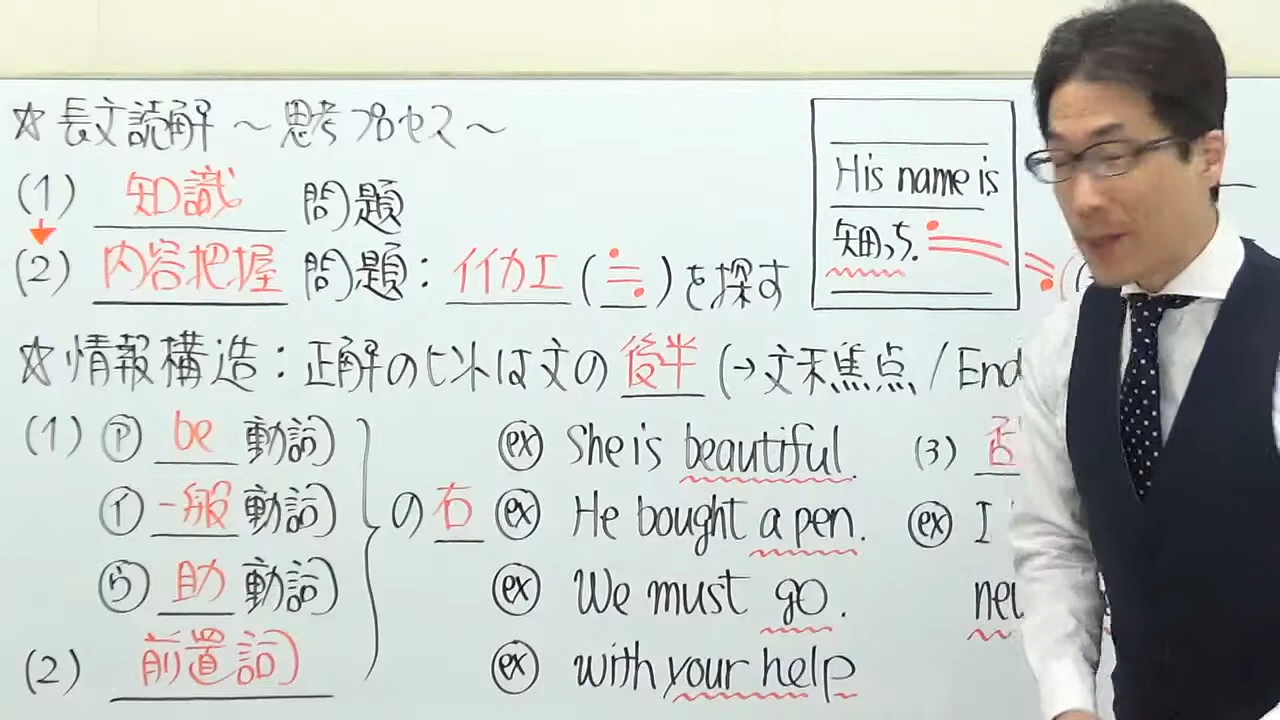 ☆長文読解 ～思考プロセス～
(1) 知識 問題
(2) 内容把握 問題：イイカエ(≒)を探す
His name is
知っち.
☆情報構造：正解のヒントは文の後半(→文末焦点/End
(1) ㋐ be 動詞
㋑ 一般動詞
㋒ 助動詞
(2) 前置詞
の右
ex She is beautiful.
ex He bought a pen.
ex We must go.
ex with your help
(3) 否
ex I